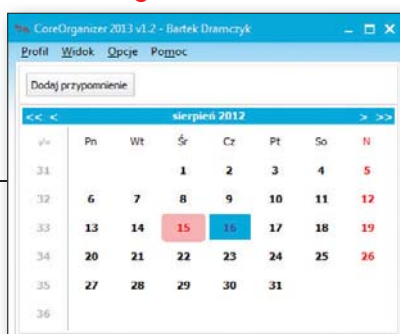 CoreOrganizer 2013 v1.2 - Bartek Dramczyk
Profil Widok Opcje Pomoc
Dodaj przypomnienie
<< < sierpień 2012 > >>
Pn Wt Śr Cz Pt So N
31 1 2 3 4 5
32 6 7 8 9 10 11 12
33 13 14 15 16 17 18 19
34 20 21 22 23 24 25 26
35 27 28 29 30 31
36